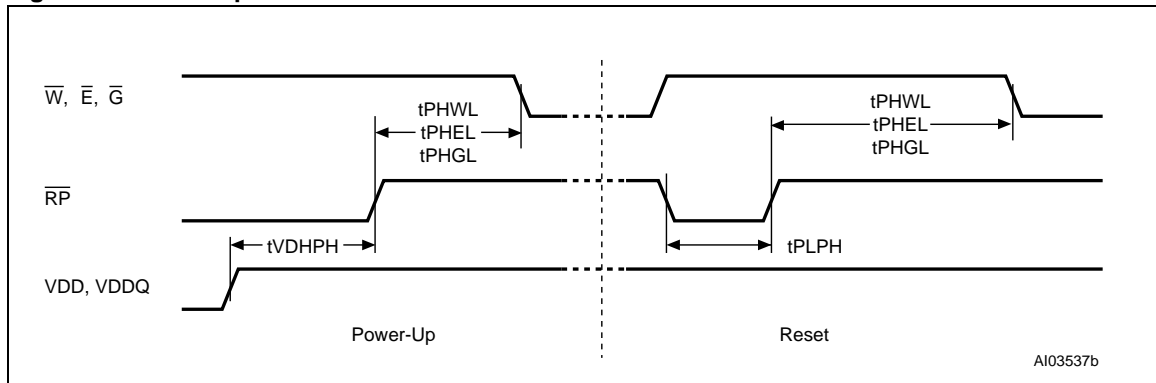 W, E, G
tPHWL
tPHEL
tPHGL
tPHWL
tPHEL
tPHGL
RP
tVDHPH
tPLPH
VDD, VDDQ
Power-Up
Reset
AI03537b